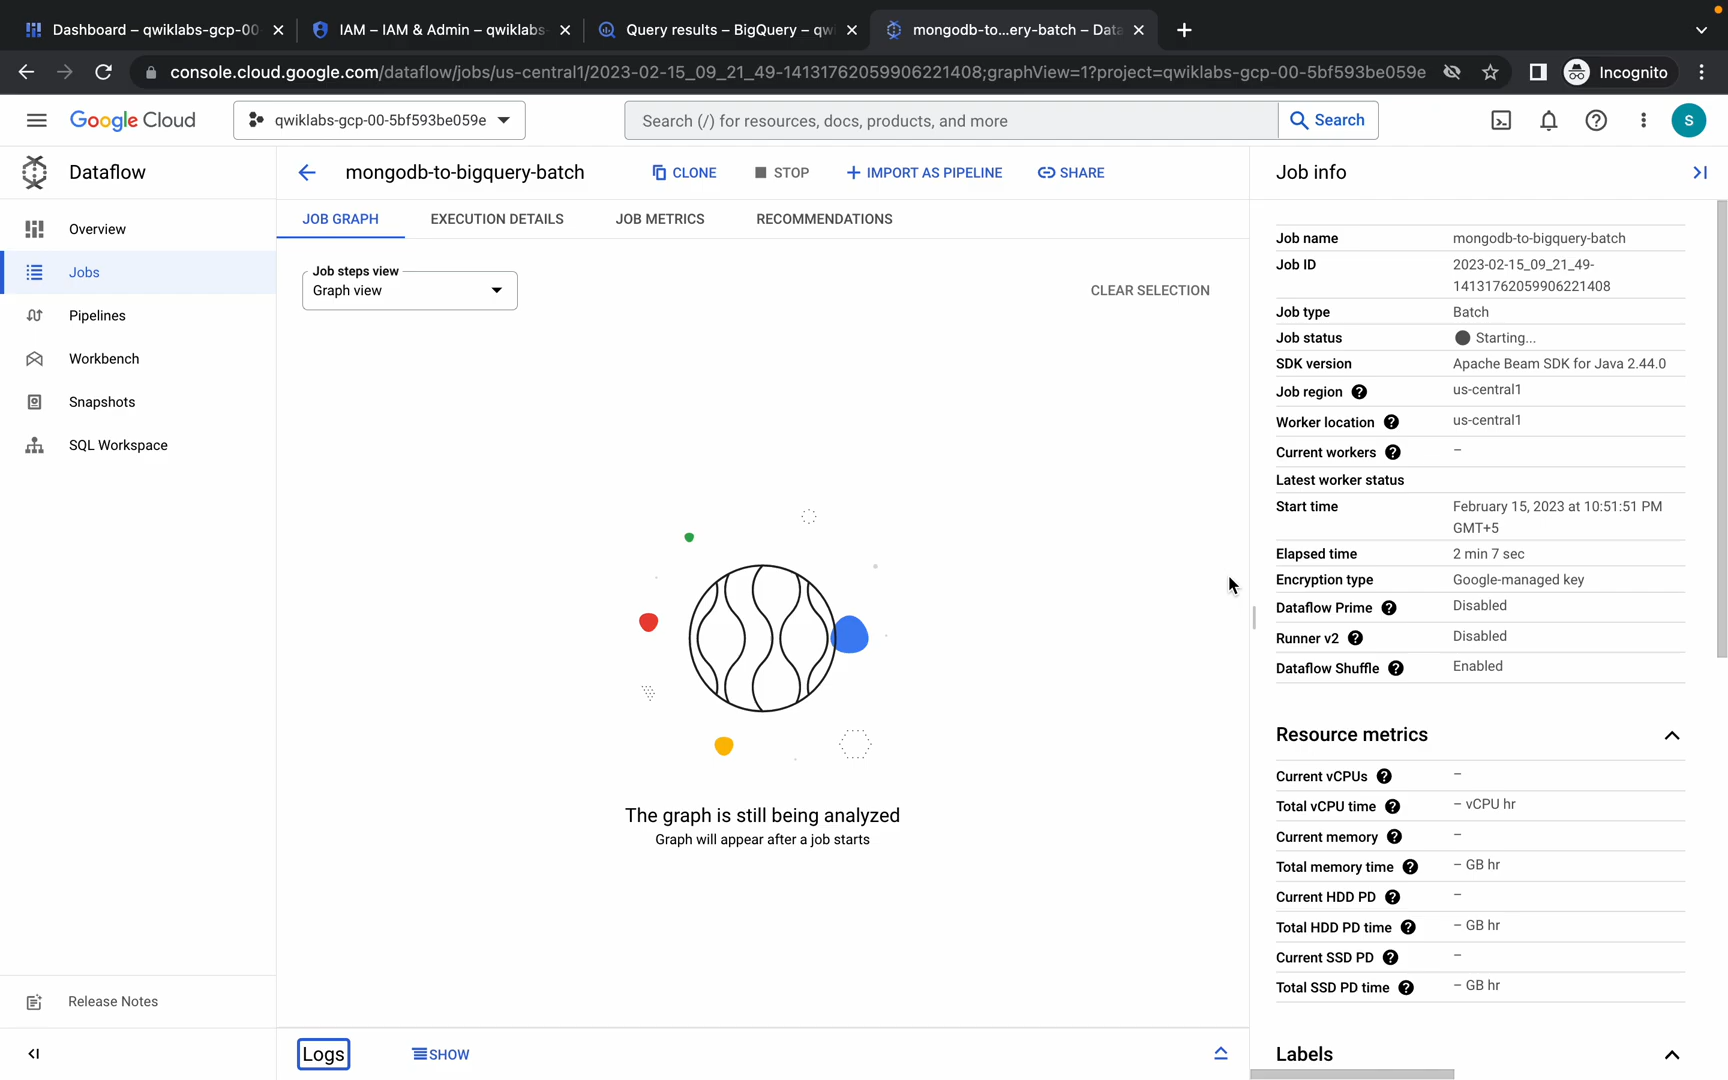 Dashboard – qwiklabs-gcp-00
IAM – IAM & Admin – qwiklabs-
Query results – BigQuery – qwi
mongodb-to...ery-batch – Data
console.cloud.google.com/dataflow/jobs/us-central1/2023-02-15_09_21_49-14131762059906221408;graphView=1?project=qwiklabs-gcp-00-5bf593be059e
Incognito
Google Cloud
qwiklabs-gcp-00-5bf593be059e
Search (/) for resources, docs, products, and more
Search
S
Dataflow
Overview
Jobs
Pipelines
Workbench
Snapshots
SQL Workspace
Release Notes
mongodb-to-bigquery-batch
CLONE
STOP
IMPORT AS PIPELINE
SHARE
JOB GRAPH
EXECUTION DETAILS
JOB METRICS
RECOMMENDATIONS
Job steps view
Graph view
CLEAR SELECTION
The graph is still being analyzed
Graph will appear after a job starts
Logs
SHOW
Job info
Job name mongodb-to-bigquery-batch
Job ID 2023-02-15_09_21_49-
14131762059906221408
Job type Batch
Job status Starting...
SDK version Apache Beam SDK for Java 2.44.0
Job region us-central1
Worker location us-central1
Current workers –
Latest worker status
Start time February 15, 2023 at 10:51:51 PM
GMT+5
Elapsed time 2 min 7 sec
Encryption type Google-managed key
Dataflow Prime Disabled
Runner v2 Disabled
Dataflow Shuffle Enabled
Resource metrics
Current vCPUs –
Total vCPU time – vCPU hr
Current memory –
Total memory time – GB hr
Current HDD PD –
Total HDD PD time – GB hr
Current SSD PD –
Total SSD PD time – GB hr
Labels